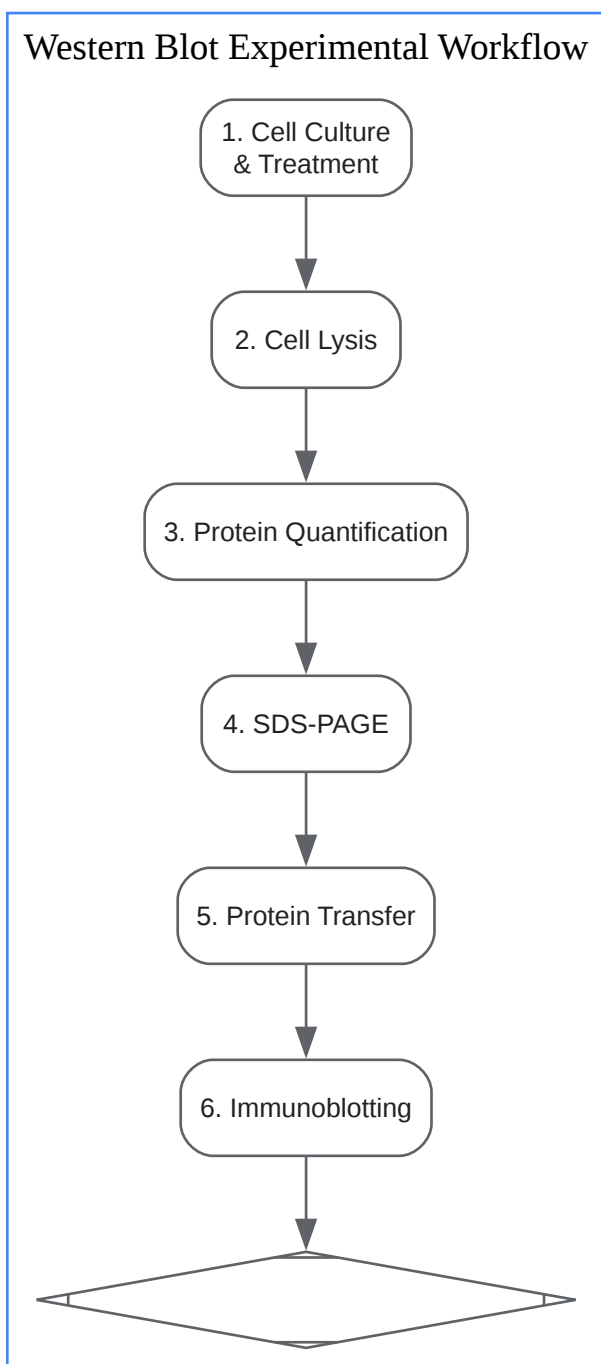 Western Blot Experimental Workflow
1. Cell Culture
& Treatment
2. Cell Lysis
3. Protein Quantification
4. SDS-PAGE
5. Protein Transfer
6. Immunoblotting